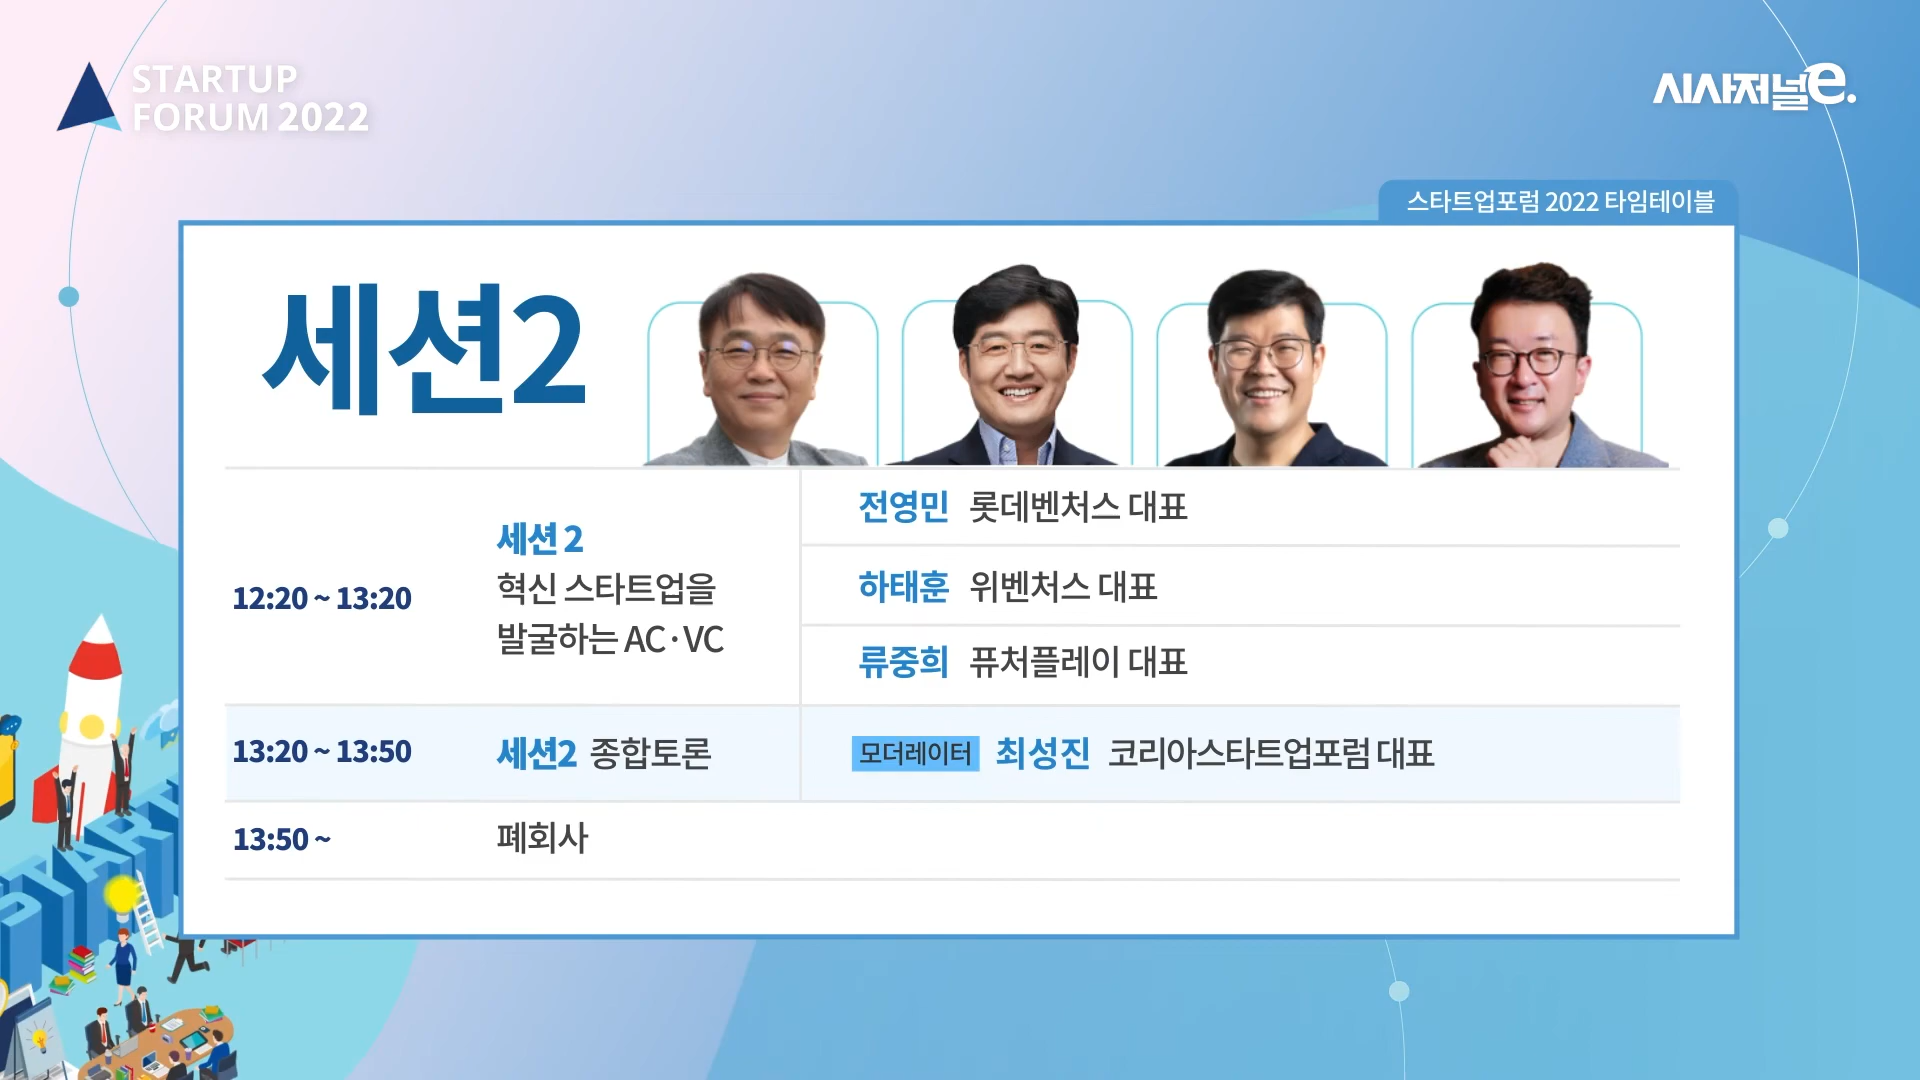 STARTUP
FORUM 2022
시사저널e.
스타트업포럼 2022 타임테이블
세션2
12:20 ~ 13:20
세션 2
혁신 스타트업을
발굴하는 AC·VC
전영민 롯데벤처스 대표
하태훈 위벤처스 대표
류중희 퓨처플레이 대표
13:20 ~ 13:50
세션2 종합토론
모더레이터 최성진 코리아스타트업포럼 대표
13:50 ~
폐회사
START